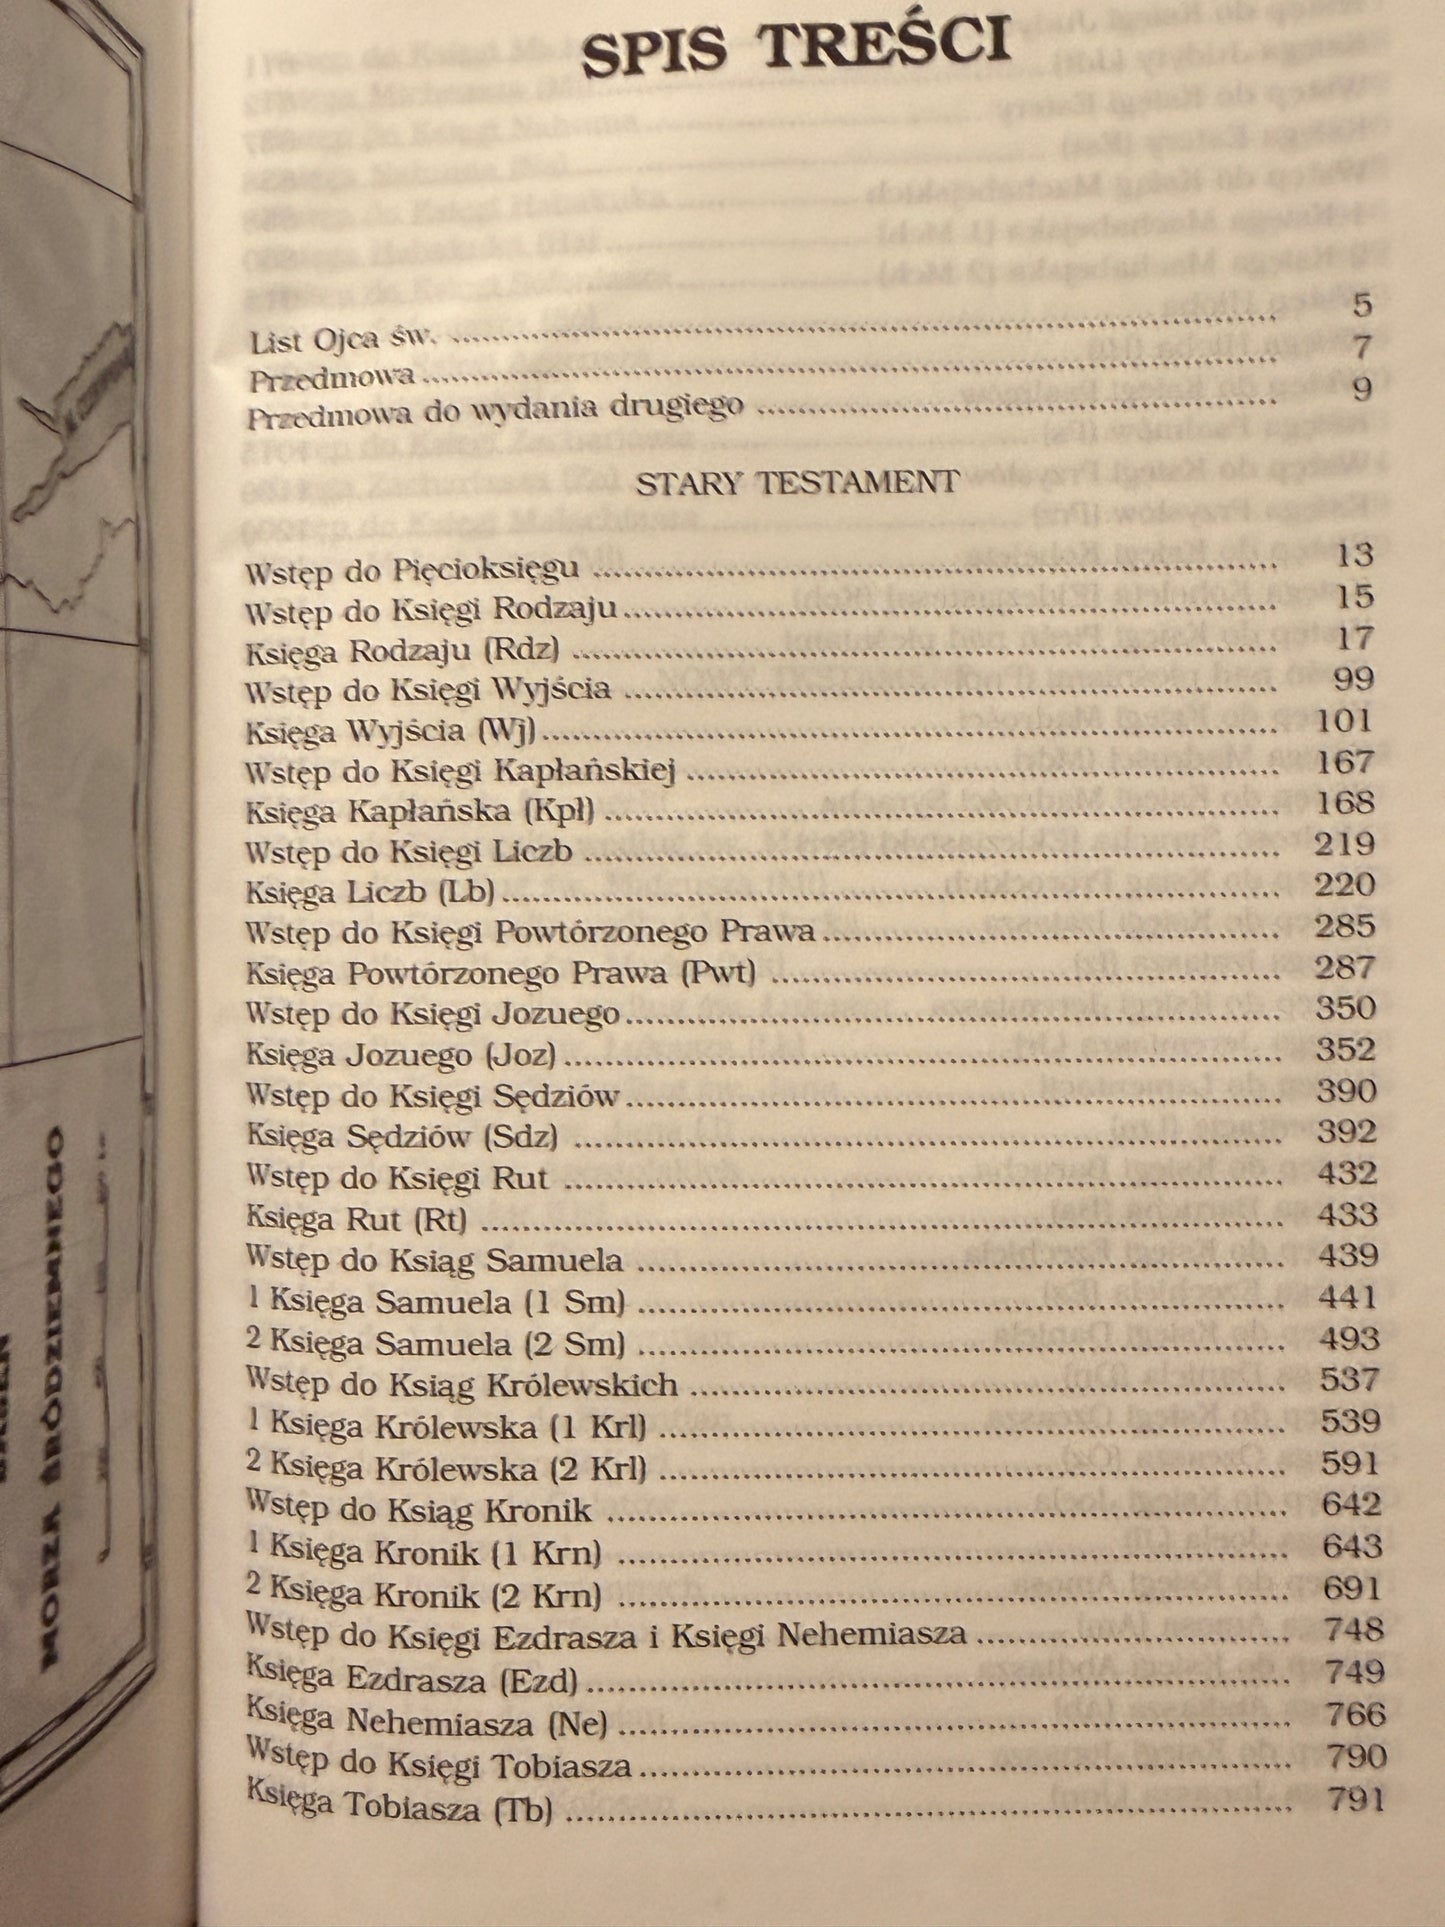 SPIS TREŚCI
List Ojca św. 5
Przedmowa 7
Przedmowa do wydania drugiego 9
STARY TESTAMENT
Wstęp do Pięcioksięgu 13
Wstęp do Księgi Rodzaju 15
Księga Rodzaju (Rdz) 17
Wstęp do Księgi Wyjścia 99
Księga Wyjścia (Wj) 101
Wstęp do Księgi Kapłańskiej 167
Księga Kapłańska (Kpł) 168
Wstęp do Księgi Liczb 219
Księga Liczb (Lb) 220
Wstęp do Księgi Powtórzonego Prawa 285
Księga Powtórzonego Prawa (Pwt) 287
Wstęp do Księgi Jozuego 350
Księga Jozuego (Joz) 352
Wstęp do Księgi Sędziów 390
Księga Sędziów (Sdz) 392
Wstęp do Księgi Rut 432
Księga Rut (Rt) 433
Wstęp do Ksiąg Samuela 439
1 Księga Samuela (1 Sm) 441
2 Księga Samuela (2 Sm) 493
Wstęp do Ksiąg Królewskich 537
1 Księga Królewska (1 Krl) 539
2 Księga Królewska (2 Krl) 591
Wstęp do Ksiąg Kronik 642
1 Księga Kronik (1 Krn) 643
2 Księga Kronik (2 Krn) 691
Wstęp do Księgi Ezdrasza i Księgi Nehemiasza 748
Księga Ezdrasza (Ezd) 749
Księga Nehemiasza (Ne) 766
Wstęp do Księgi Tobiasza 790
Księga Tobiasza (Tb) 791
MORZA ŚRÓDZIEMNEGO